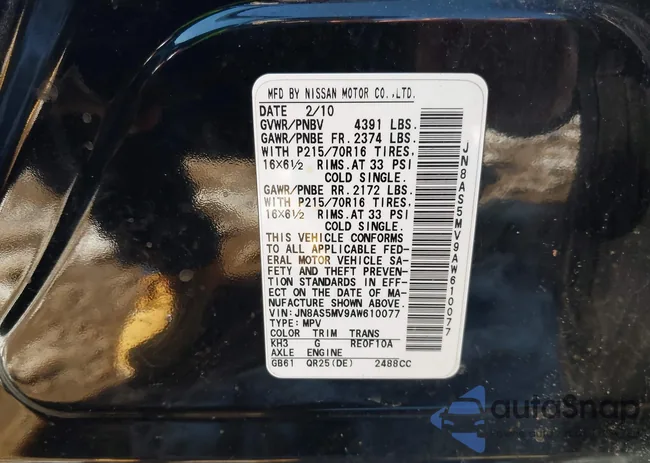 MFD BY NISSAN MOTOR CO.,LTD.
DATE 2/10
GVWR/PNBV 4391 LBS.
GAWR/PNBE FR. 2374 LBS.
WITH P215/70R16 TIRES.
16X6½ RIMS. AT 33 PSI
COLD SINGLE.
GAWR/PNBE RR. 2172 LBS.
WITH P215/70R16 TIRES.
16X6½ RIMS. AT 33 PSI
COLD SINGLE.
THIS VEHICLE CONFORMS
TO ALL APPLICABLE FED-
ERAL MOTOR VEHICLE SA-
FETY AND THEFT PREVEN-
TION STANDARDS IN EFF-
ECT ON THE DATE OF MA-
NUFACTURE SHOWN ABOVE.
VIN: JN8AS5MV9AW610077
TYPE: MPV
COLOR TRIM TRANS
KH3 G RE0F10A
AXLE ENGINE
GB61 QR25(DE) 2488CC
JN8AS5MV9AW610077
autoSnap